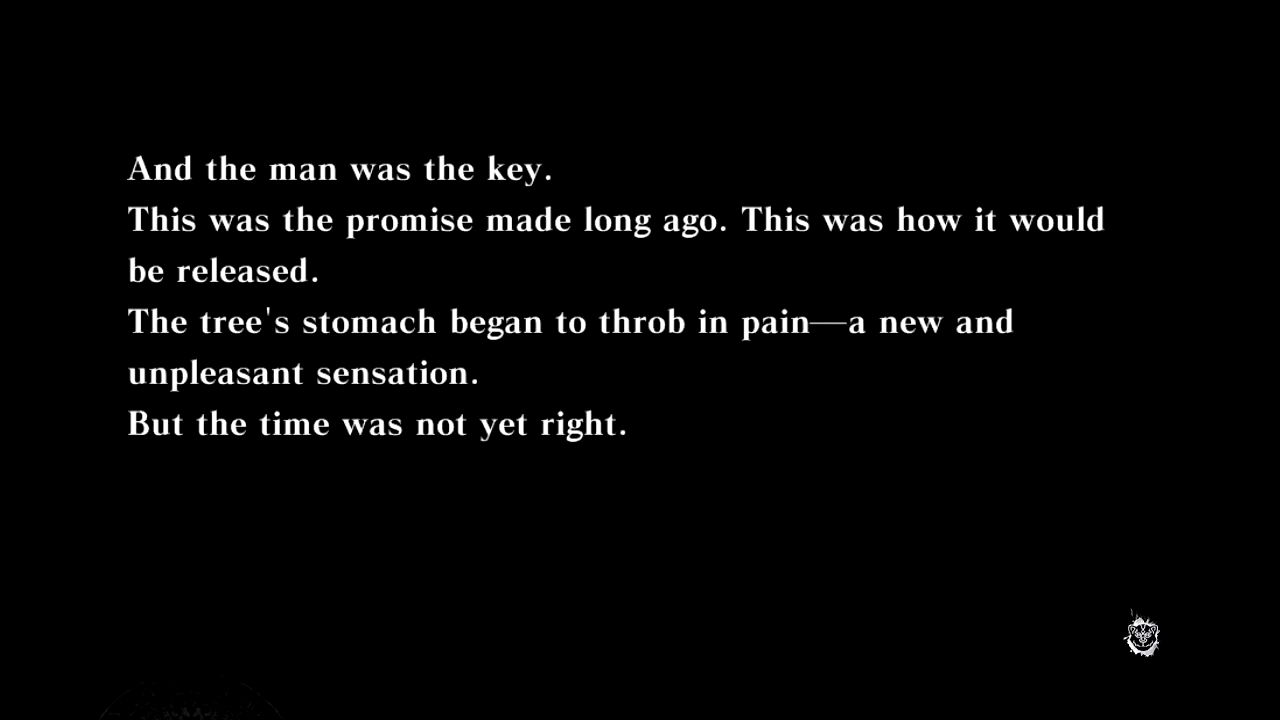 And the man was the key.
This was the promise made long ago. This was how it would
be released.
The tree's stomach began to throb in pain—a new and
unpleasant sensation.
But the time was not yet right.